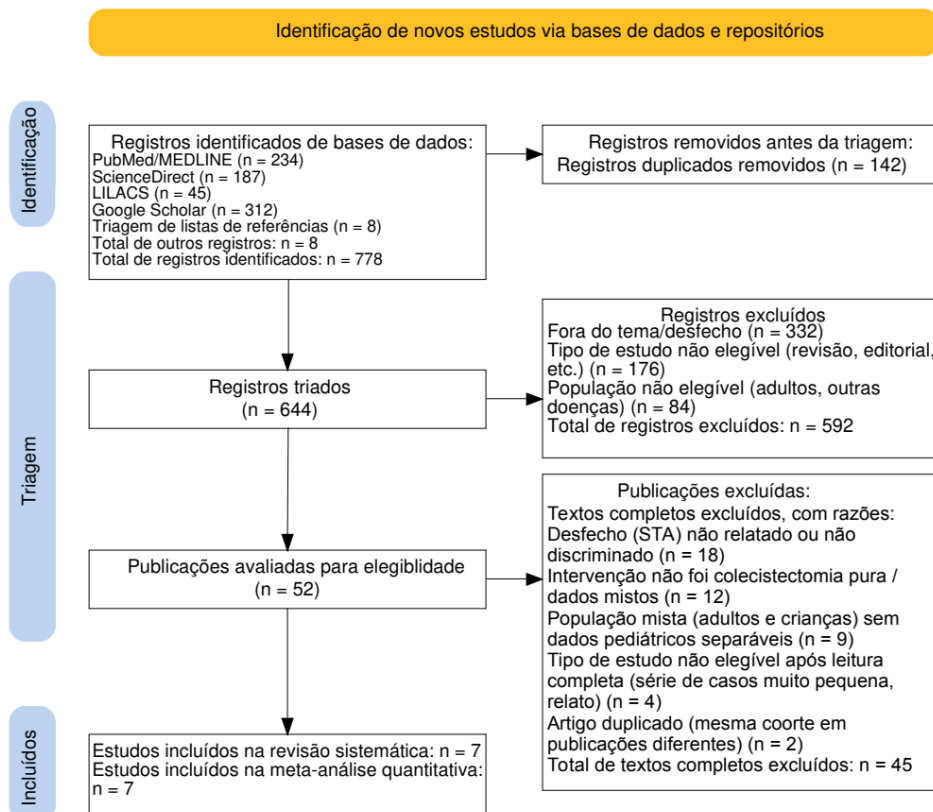 Identificação de novos estudos via bases de dados e repositórios
Identificação
Registros identificados de bases de dados:
PubMed/MEDLINE (n = 234)
ScienceDirect (n = 187)
LILACS (n = 45)
Google Scholar (n = 312)
Triagem de listas de referências (n = 8)
Total de outros registros: n = 8
Total de registros identificados: n = 778
Registros removidos antes da triagem:
Registros duplicados removidos (n = 142)
Triagem
Registros triados
(n = 644)
Registros excluídos
Fora do tema/desfecho (n = 332)
Tipo de estudo não elegível (revisão, editorial,
etc.) (n = 176)
População não elegível (adultos, outras
doenças) (n = 84)
Total de registros excluídos: n = 592
Publicações avaliadas para elegiblidade
(n = 52)
Publicações excluídas:
Textos completos excluídos, com razões:
Desfecho (STA) não relatado ou não
discriminado (n = 18)
Intervenção não foi colecistectomia pura /
dados mistos (n = 12)
População mista (adultos e crianças) sem
dados pediátricos separáveis (n = 9)
Tipo de estudo não elegível após leitura
completa (série de casos muito pequena,
relato) (n = 4)
Artigo duplicado (mesma coorte em
publicações diferentes) (n = 2)
Total de textos completos excluídos: n = 45
Incluídos
Estudos incluídos na revisão sistemática: n = 7
Estudos incluídos na meta-análise quantitativa:
n = 7